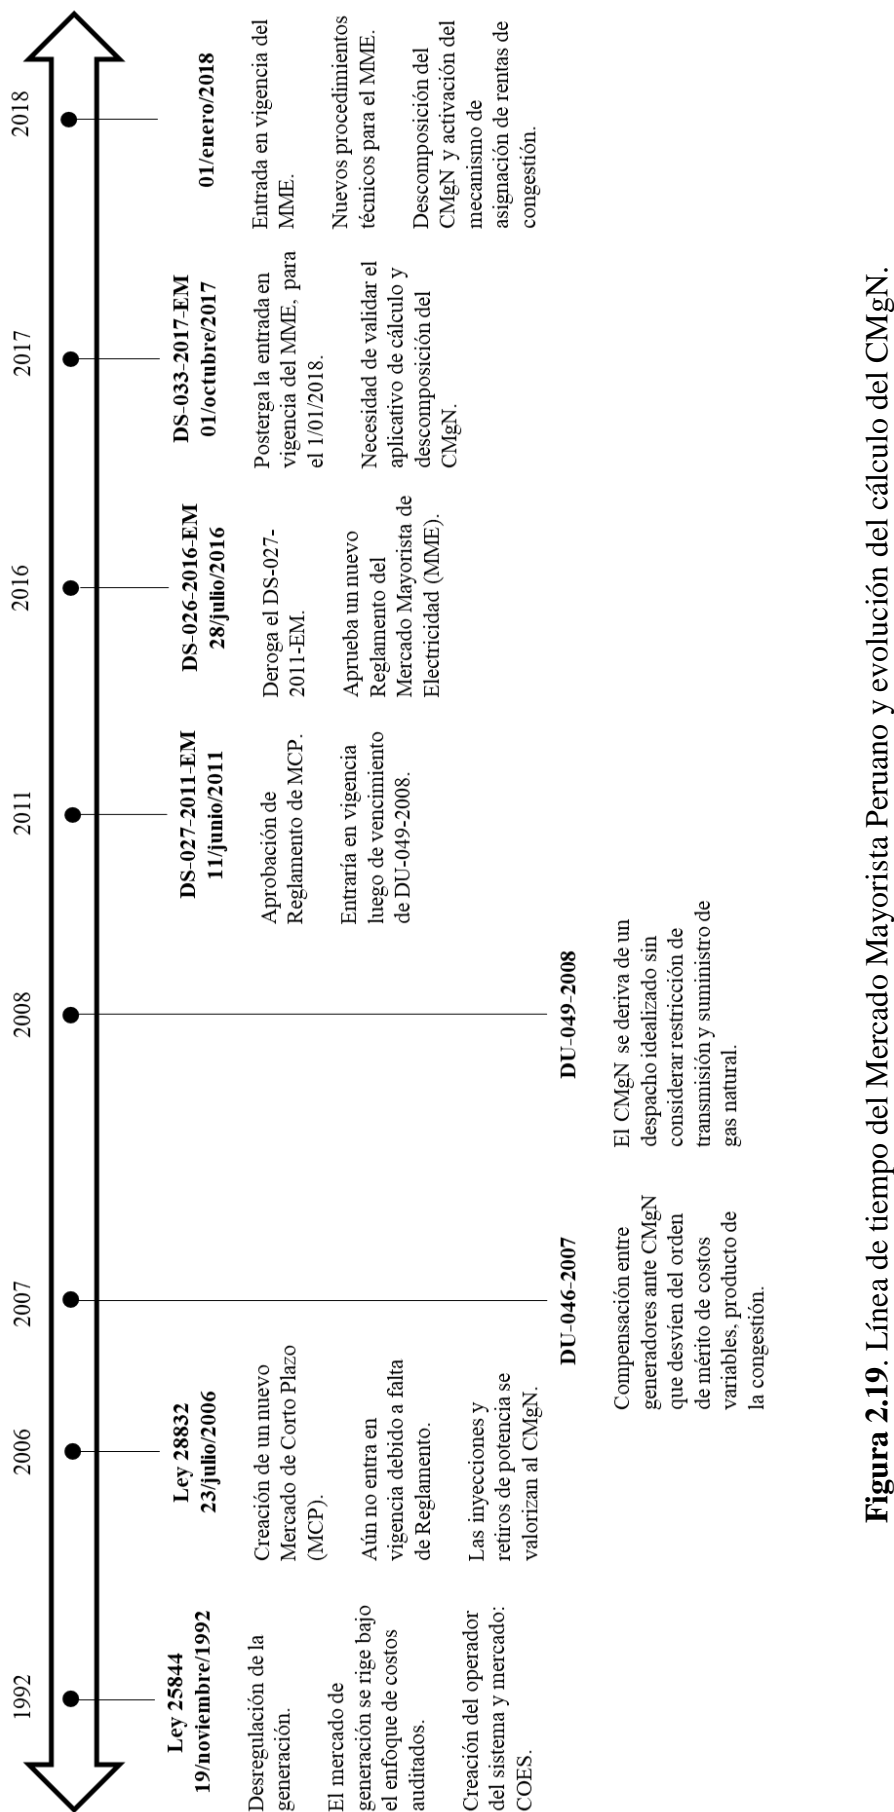 1992
2006
2007
2008
2011
2016
2017
2018
Ley 25844
19/noviembre/1992
Desregulación de la
generación.
El mercado de
generación se rige bajo
el enfoque de costos
auditados.
Creación del operador
del sistema y mercado:
COES.
Ley 28832
23/julio/2006
Creación de un nuevo
Mercado de Corto Plazo
(MCP).
Aún no entra en
vigencia debido a falta
de Reglamento.
Las inyecciones y
retiros de potencia se
valorizan al CMgN.
DU-046-2007
Compensación entre
generadores ante CMgN
que desvíen del orden
de mérito de costos
variables, producto de
la congestión.
DU-049-2008
El CMgN se deriva de un
despacho idealizado sin
considerar restricción de
transmisión y suministro de
gas natural.
DS-027-2011-EM
11/junio/2011
Aprobación de
Reglamento de MCP.
Entraría en vigencia
luego de vencimiento
de DU-049-2008.
DS-026-2016-EM
28/julio/2016
Deroga el DS-027-
2011-EM.
Aprueba un nuevo
Reglamento del
Mercado Mayorista de
Electricidad (MME).
DS-033-2017-EM
01/octubre/2017
Posterga la entrada en
vigencia del MME, para
el 1/01/2018.
Necesidad de validar el
aplicativo de cálculo y
descomposición del
CMgN.
01/enero/2018
Entrada en vigencia del
MME.
Nuevos procedimientos
técnicos para el MME.
Descomposición del
CMgN y activación del
mecanismo de
asignación de rentas de
congestión.
Figura 2.19. Línea de tiempo del Mercado Mayorista Peruano y evolución del cálculo del CMgN.